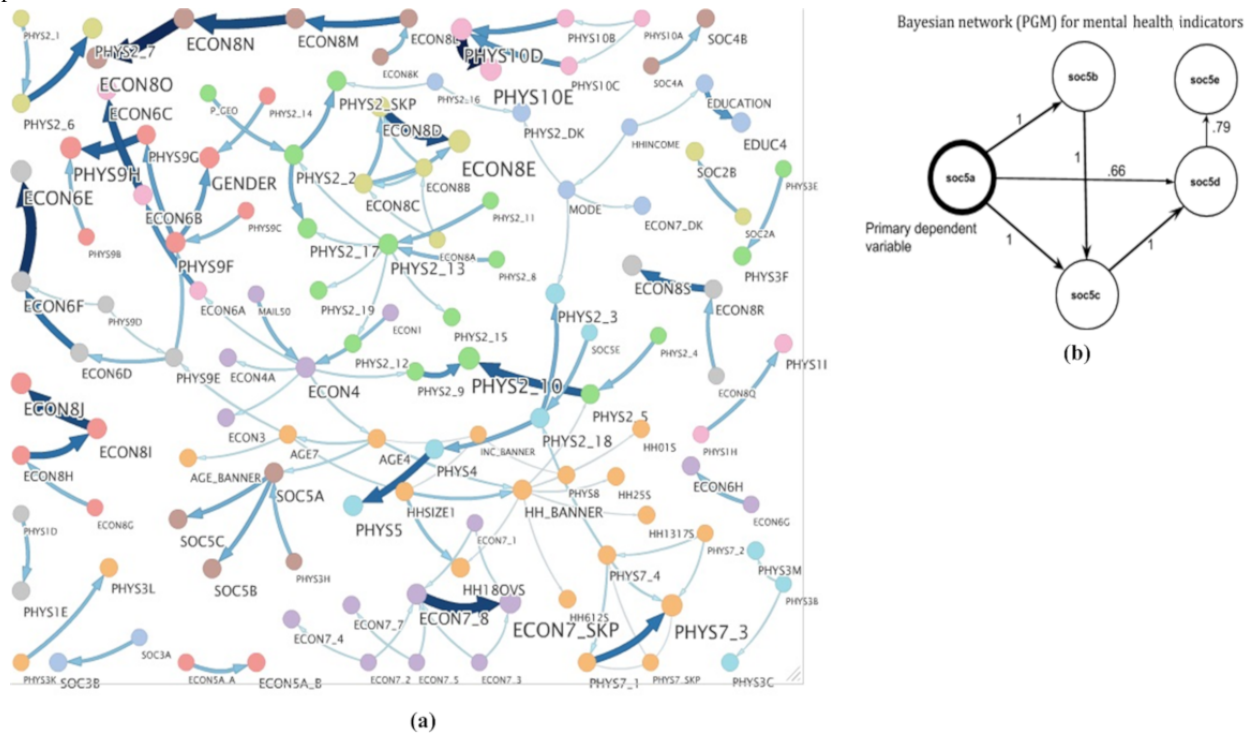 PHYS2_1
PHYS2_7
PHYS2_6
ECON8O
ECON8N
ECON8M
ECON8L
ECON8K
PHYS10D
PHYS10B
PHYS10A
PHYS10C
PHYS10E
SOC4B
SOC4A
ECON6C
P_GEO
PHYS2_14
PHYS2_SKP
PHYS2_16
PHYS2_DK
EDUCATION
EDUC4
HHINCOME
ECON8D
ECON8E
ECON8B
ECON8C
ECON8A
PHYS9H
PHYS9G
GENDER
PHYS2_2
SOC2B
SOC2A
PHYS3E
PHYS3F
ECON6E
ECON6B
PHYS9B
PHYS9C
PHYS9F
PHYS2_17
PHYS2_13
PHYS2_11
PHYS2_8
MODE
ECON7_DK
ECON6F
PHYS9D
ECON6A
MAIL50
PHYS2_19
ECON1
PHYS2_15
PHYS2_12
PHYS2_3
SOC5E
ECON8S
ECON8R
ECON8Q
ECON6D
PHYS9E
ECON4A
ECON4
PHYS2_9
PHYS2_10
PHYS2_4
PHYS2_5
PHYS1I
PHYS1H
ECON8J
ECON8I
ECON8H
ECON8G
ECON3
AGE7
AGE4
AGE_BANNER
INC_BANNER
PHYS4
PHYS2_18
HH01S
SOC5A
HHSIZE1
PHYS8
HH25S
HH_BANNER
ECON6H
ECON6G
PHYS5
SOC5C
SOC5B
PHYS3H
ECON7_1
HH1317S
PHYS7_2
PHYS7_4
PHYS3M
PHYS3B
PHYS3C
PHYS1D
PHYS1E
PHYS3L
PHYS3K
HH18OVS
HH612S
ECON7_8
ECON7_SKP
PHYS7_3
ECON7_4
ECON7_7
ECON7_2
ECON7_5
ECON7_3
PHYS7_1
PHYS7_SKP
SOC3A
SOC3B
ECON5A_A
ECON5A_B
(a)
Bayesian network (PGM) for mental health indicators
soc5b
soc5e
1
.79
soc5a
1
.66
soc5d
Primary dependent
variable
1
1
soc5c
(b)